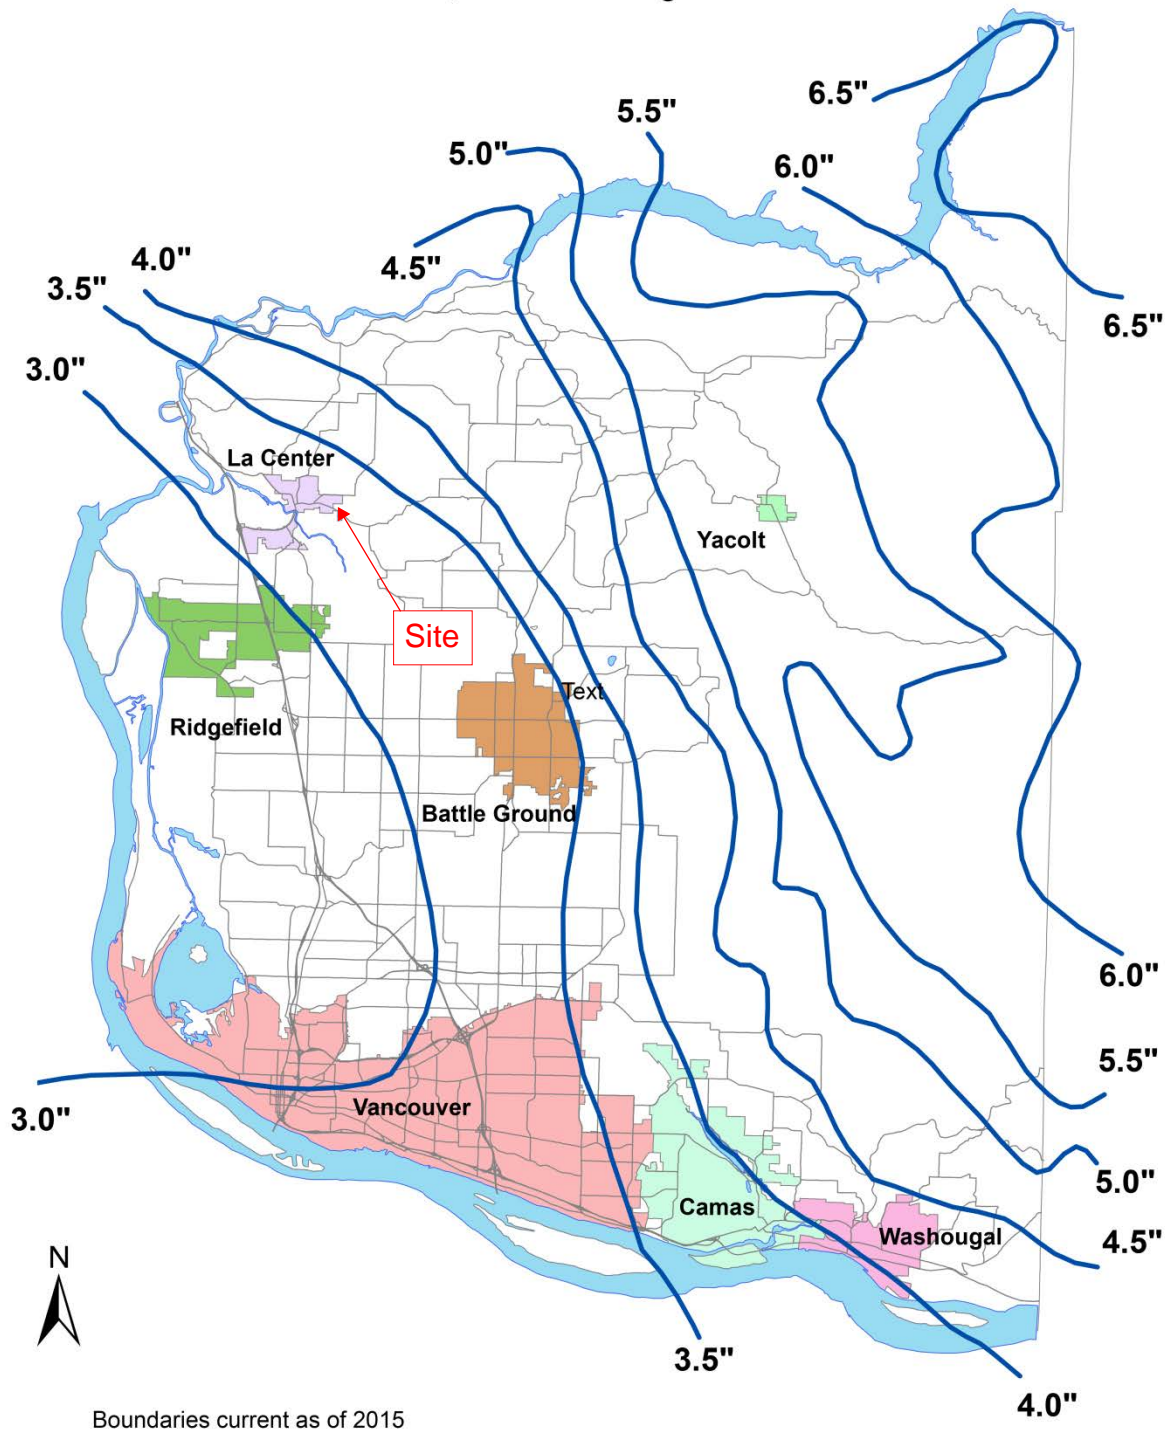 6.5"
5.5"
5.0"
6.0"
4.0"
4.5"
3.5"
6.5"
3.0"
La Center
Yacolt
Site
Text
Ridgefield
Battle Ground
6.0"
5.5"
3.0"
Vancouver
5.0"
Camas
Washougal
4.5"
N
3.5"
4.0"
Boundaries current as of 2015